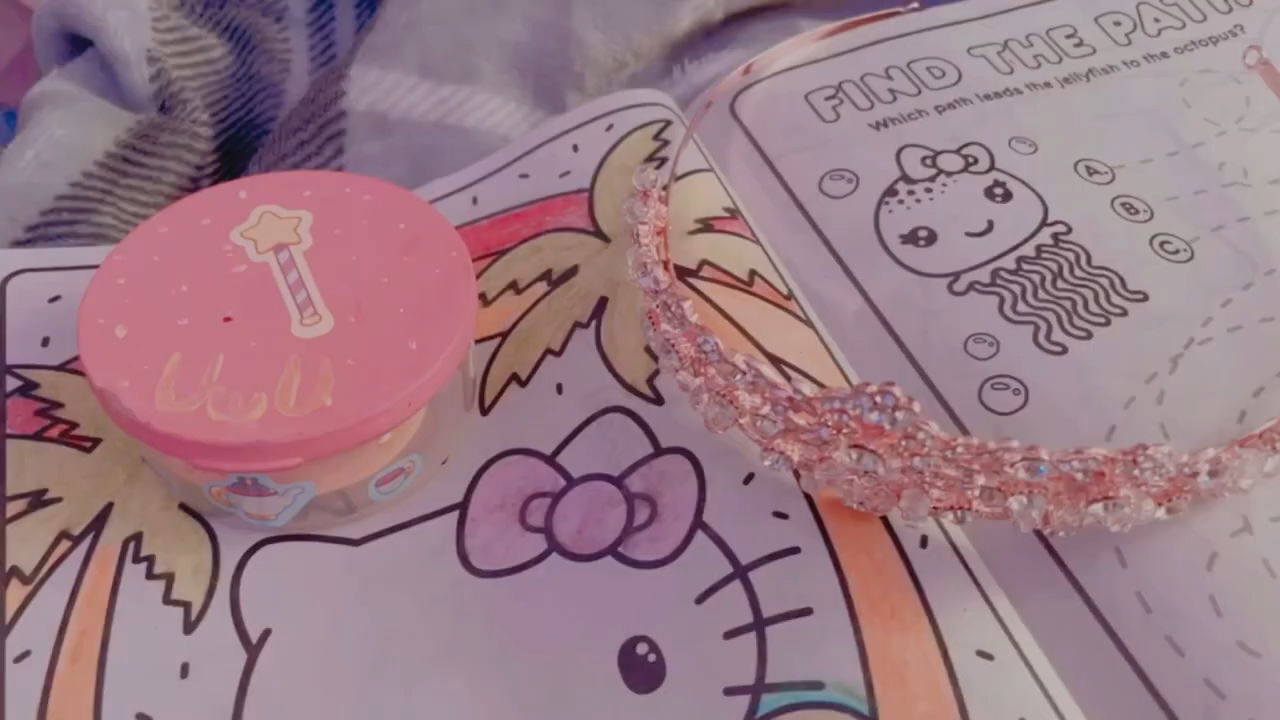 FIND THE PATH
Which path leads the jellyfish to the octopus?
A.
B.
C.